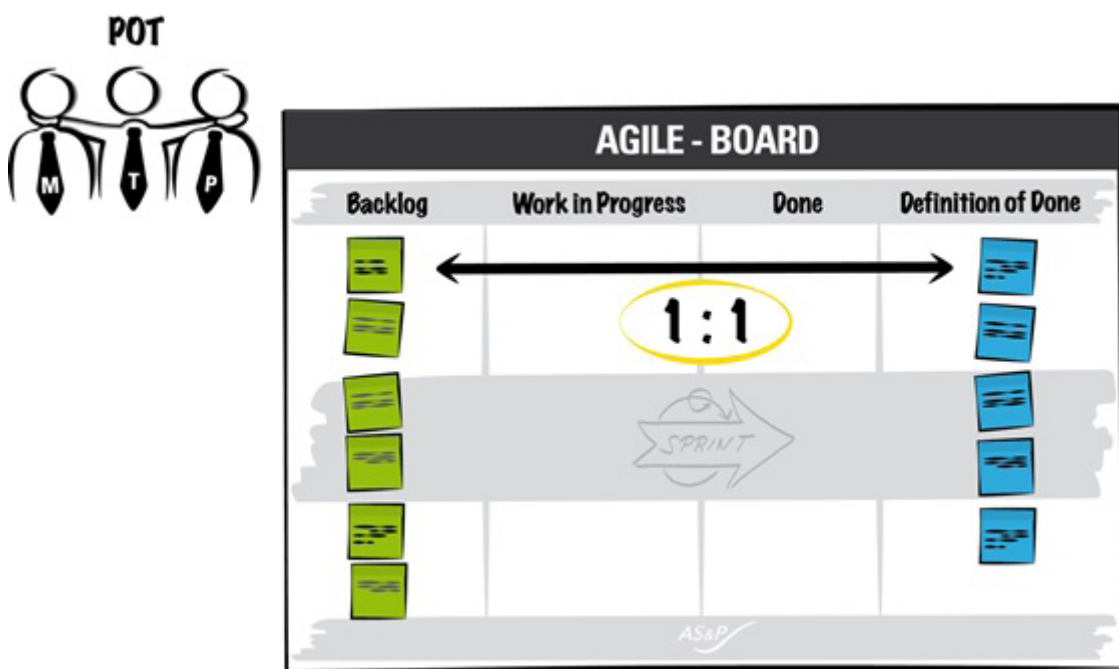 POT
M T P
AGILE - BOARD
Backlog Work in Progress Done Definition of Done
1 : 1
SPRINT
AS&P